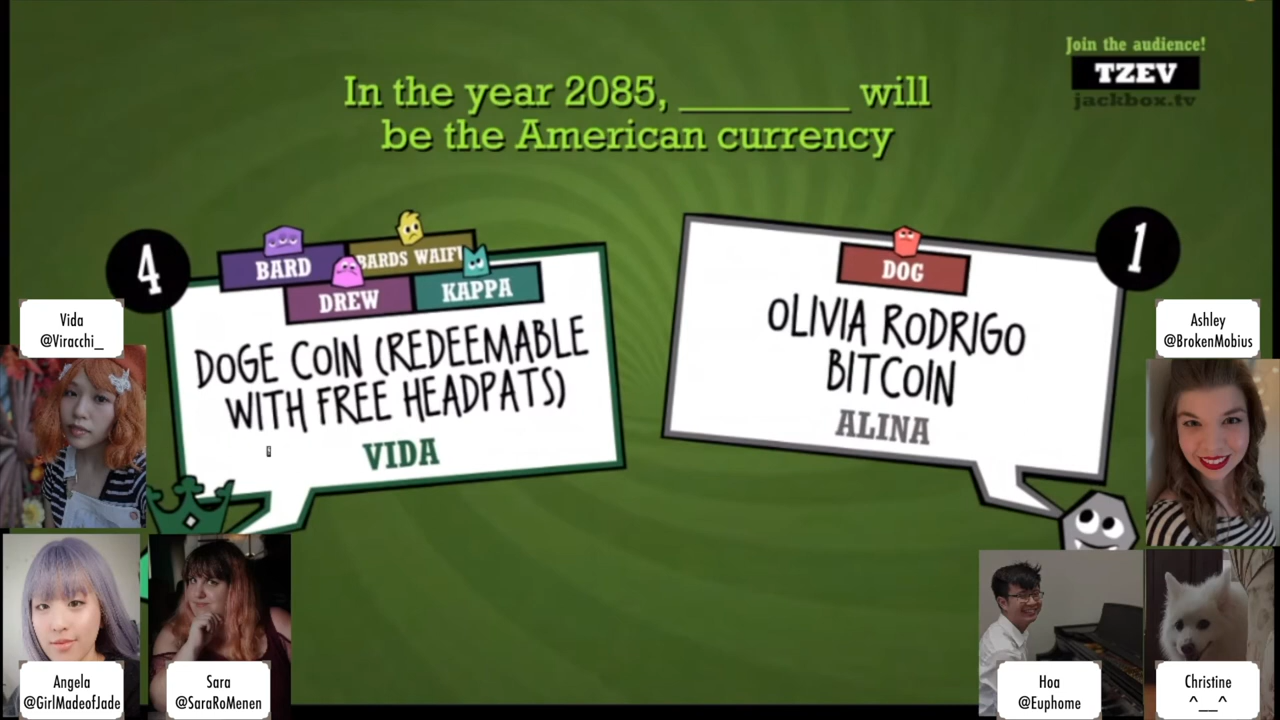 Join the audience!
TZEV
jackbox.tv
In the year 2085, ________ will
be the American currency
4
BARD
BARDS WAIFU
DREW
KAPPA
DOGE COIN (REDEEMABLE
WITH FREE HEADPATS)
VIDA
1
DOG
OLIVIA RODRIGO
BITCOIN
ALINA
Vida
@Viracchi_
Ashley
@BrokenMobius
Angela
@GirlMadeofJade
Sara
@SaraRoMenen
Hoa
@Euphome
Christine
^__^